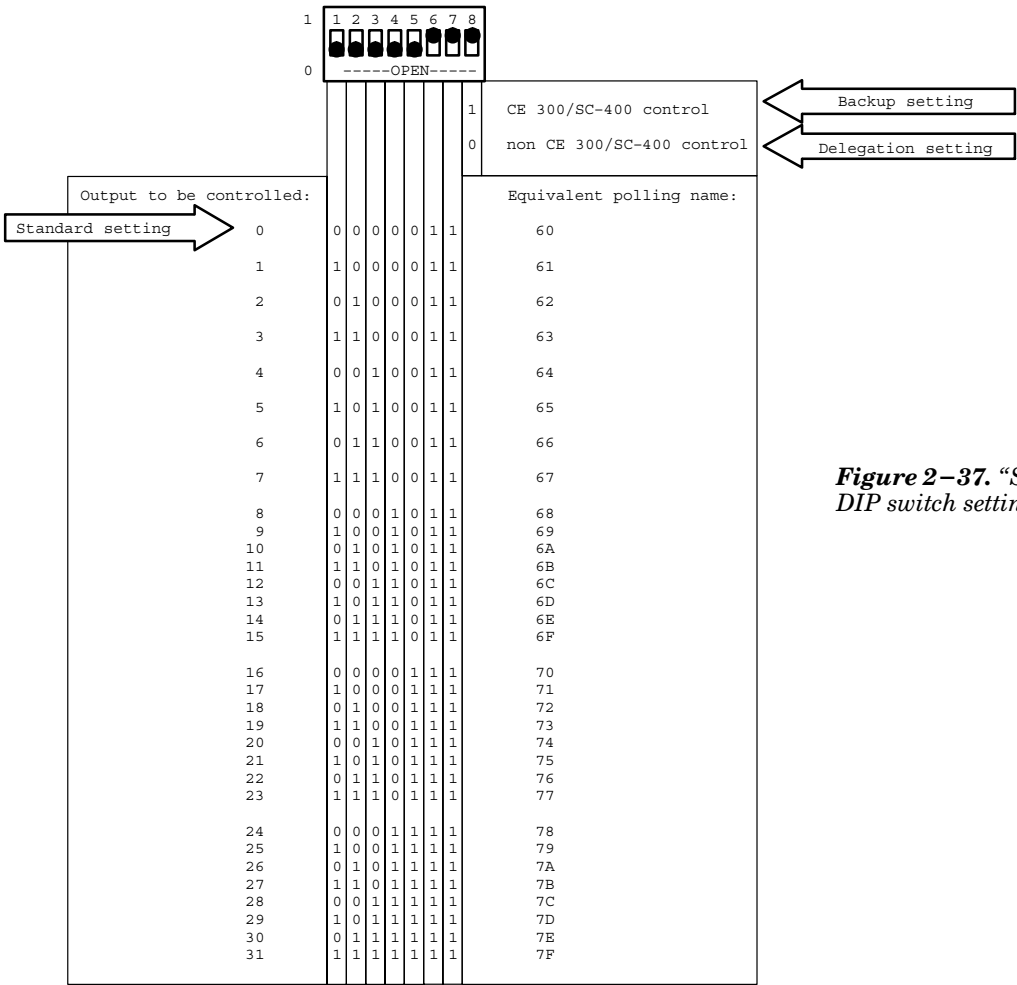 1 1 2 3 4 5 6 7 8
0 -----OPEN-----
1 CE 300/SC-400 control
Backup setting
0 non CE 300/SC-400 control
Delegation setting
Output to be controlled: Equivalent polling name:
Standard setting
0 0 0 0 0 0 1 1 60
1 1 0 0 0 0 1 1 61
2 0 1 0 0 0 1 1 62
3 1 1 0 0 0 1 1 63
4 0 0 1 0 0 1 1 64
5 1 0 1 0 0 1 1 65
6 0 1 1 0 0 1 1 66
7 1 1 1 0 0 1 1 67
Figure 2-37. "S
DIP switch settin
8 0 0 0 1 0 1 1 68
9 1 0 0 1 0 1 1 69
10 0 1 0 1 0 1 1 6A
11 1 1 0 1 0 1 1 6B
12 0 0 1 1 0 1 1 6C
13 1 0 1 1 0 1 1 6D
14 0 1 1 1 0 1 1 6E
15 1 1 1 1 0 1 1 6F
16 0 0 0 0 1 1 1 70
17 1 0 0 0 1 1 1 71
18 0 1 0 0 1 1 1 72
19 1 1 0 0 1 1 1 73
20 0 0 1 0 1 1 1 74
21 1 0 1 0 1 1 1 75
22 0 1 1 0 1 1 1 76
23 1 1 1 0 1 1 1 77
24 0 0 0 1 1 1 1 78
25 1 0 0 1 1 1 1 79
26 0 1 0 1 1 1 1 7A
27 1 1 0 1 1 1 1 7B
28 0 0 1 1 1 1 1 7C
29 1 0 1 1 1 1 1 7D
30 0 1 1 1 1 1 1 7E
31 1 1 1 1 1 1 1 7F